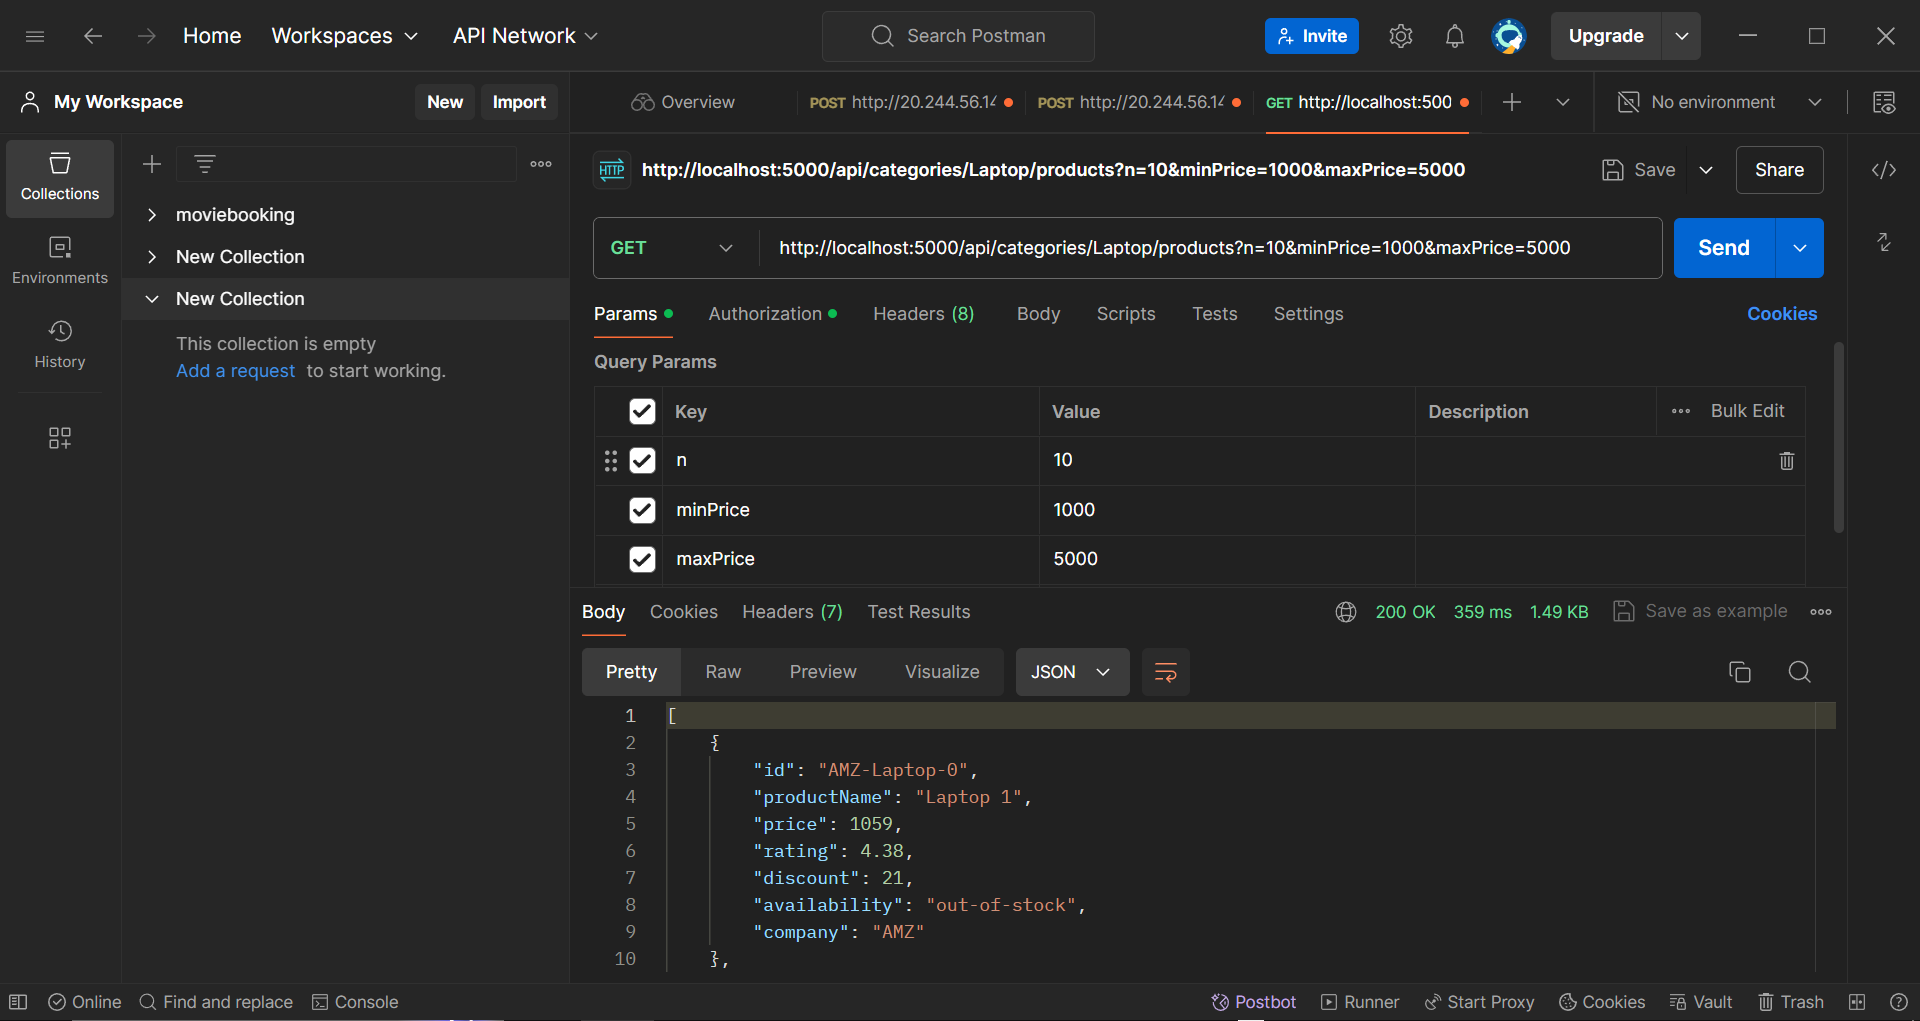 Home Workspaces API Network Search Postman Invite Upgrade
My Workspace New Import Overview POST http://20.244.56.14 POST http://20.244.56.14 GET http://localhost:500 No environment
Collections
Environments
History
moviebooking
New Collection
New Collection
This collection is empty
Add a request to start working.
HTTP http://localhost:5000/api/categories/Laptop/products?n=10&minPrice=1000&maxPrice=5000 Save Share
GET http://localhost:5000/api/categories/Laptop/products?n=10&minPrice=1000&maxPrice=5000 Send
Params Authorization Headers (8) Body Scripts Tests Settings Cookies
Query Params
Key Value Description Bulk Edit
n 10
minPrice 1000
maxPrice 5000
Body Cookies Headers (7) Test Results 200 OK 359 ms 1.49 KB Save as example
Pretty Raw Preview Visualize JSON
1 [
2 {
3 "id": "AMZ-Laptop-0",
4 "productName": "Laptop 1",
5 "price": 1059,
6 "rating": 4.38,
7 "discount": 21,
8 "availability": "out-of-stock",
9 "company": "AMZ"
10 },
Online Find and replace Console Postbot Runner Start Proxy Cookies Vault Trash